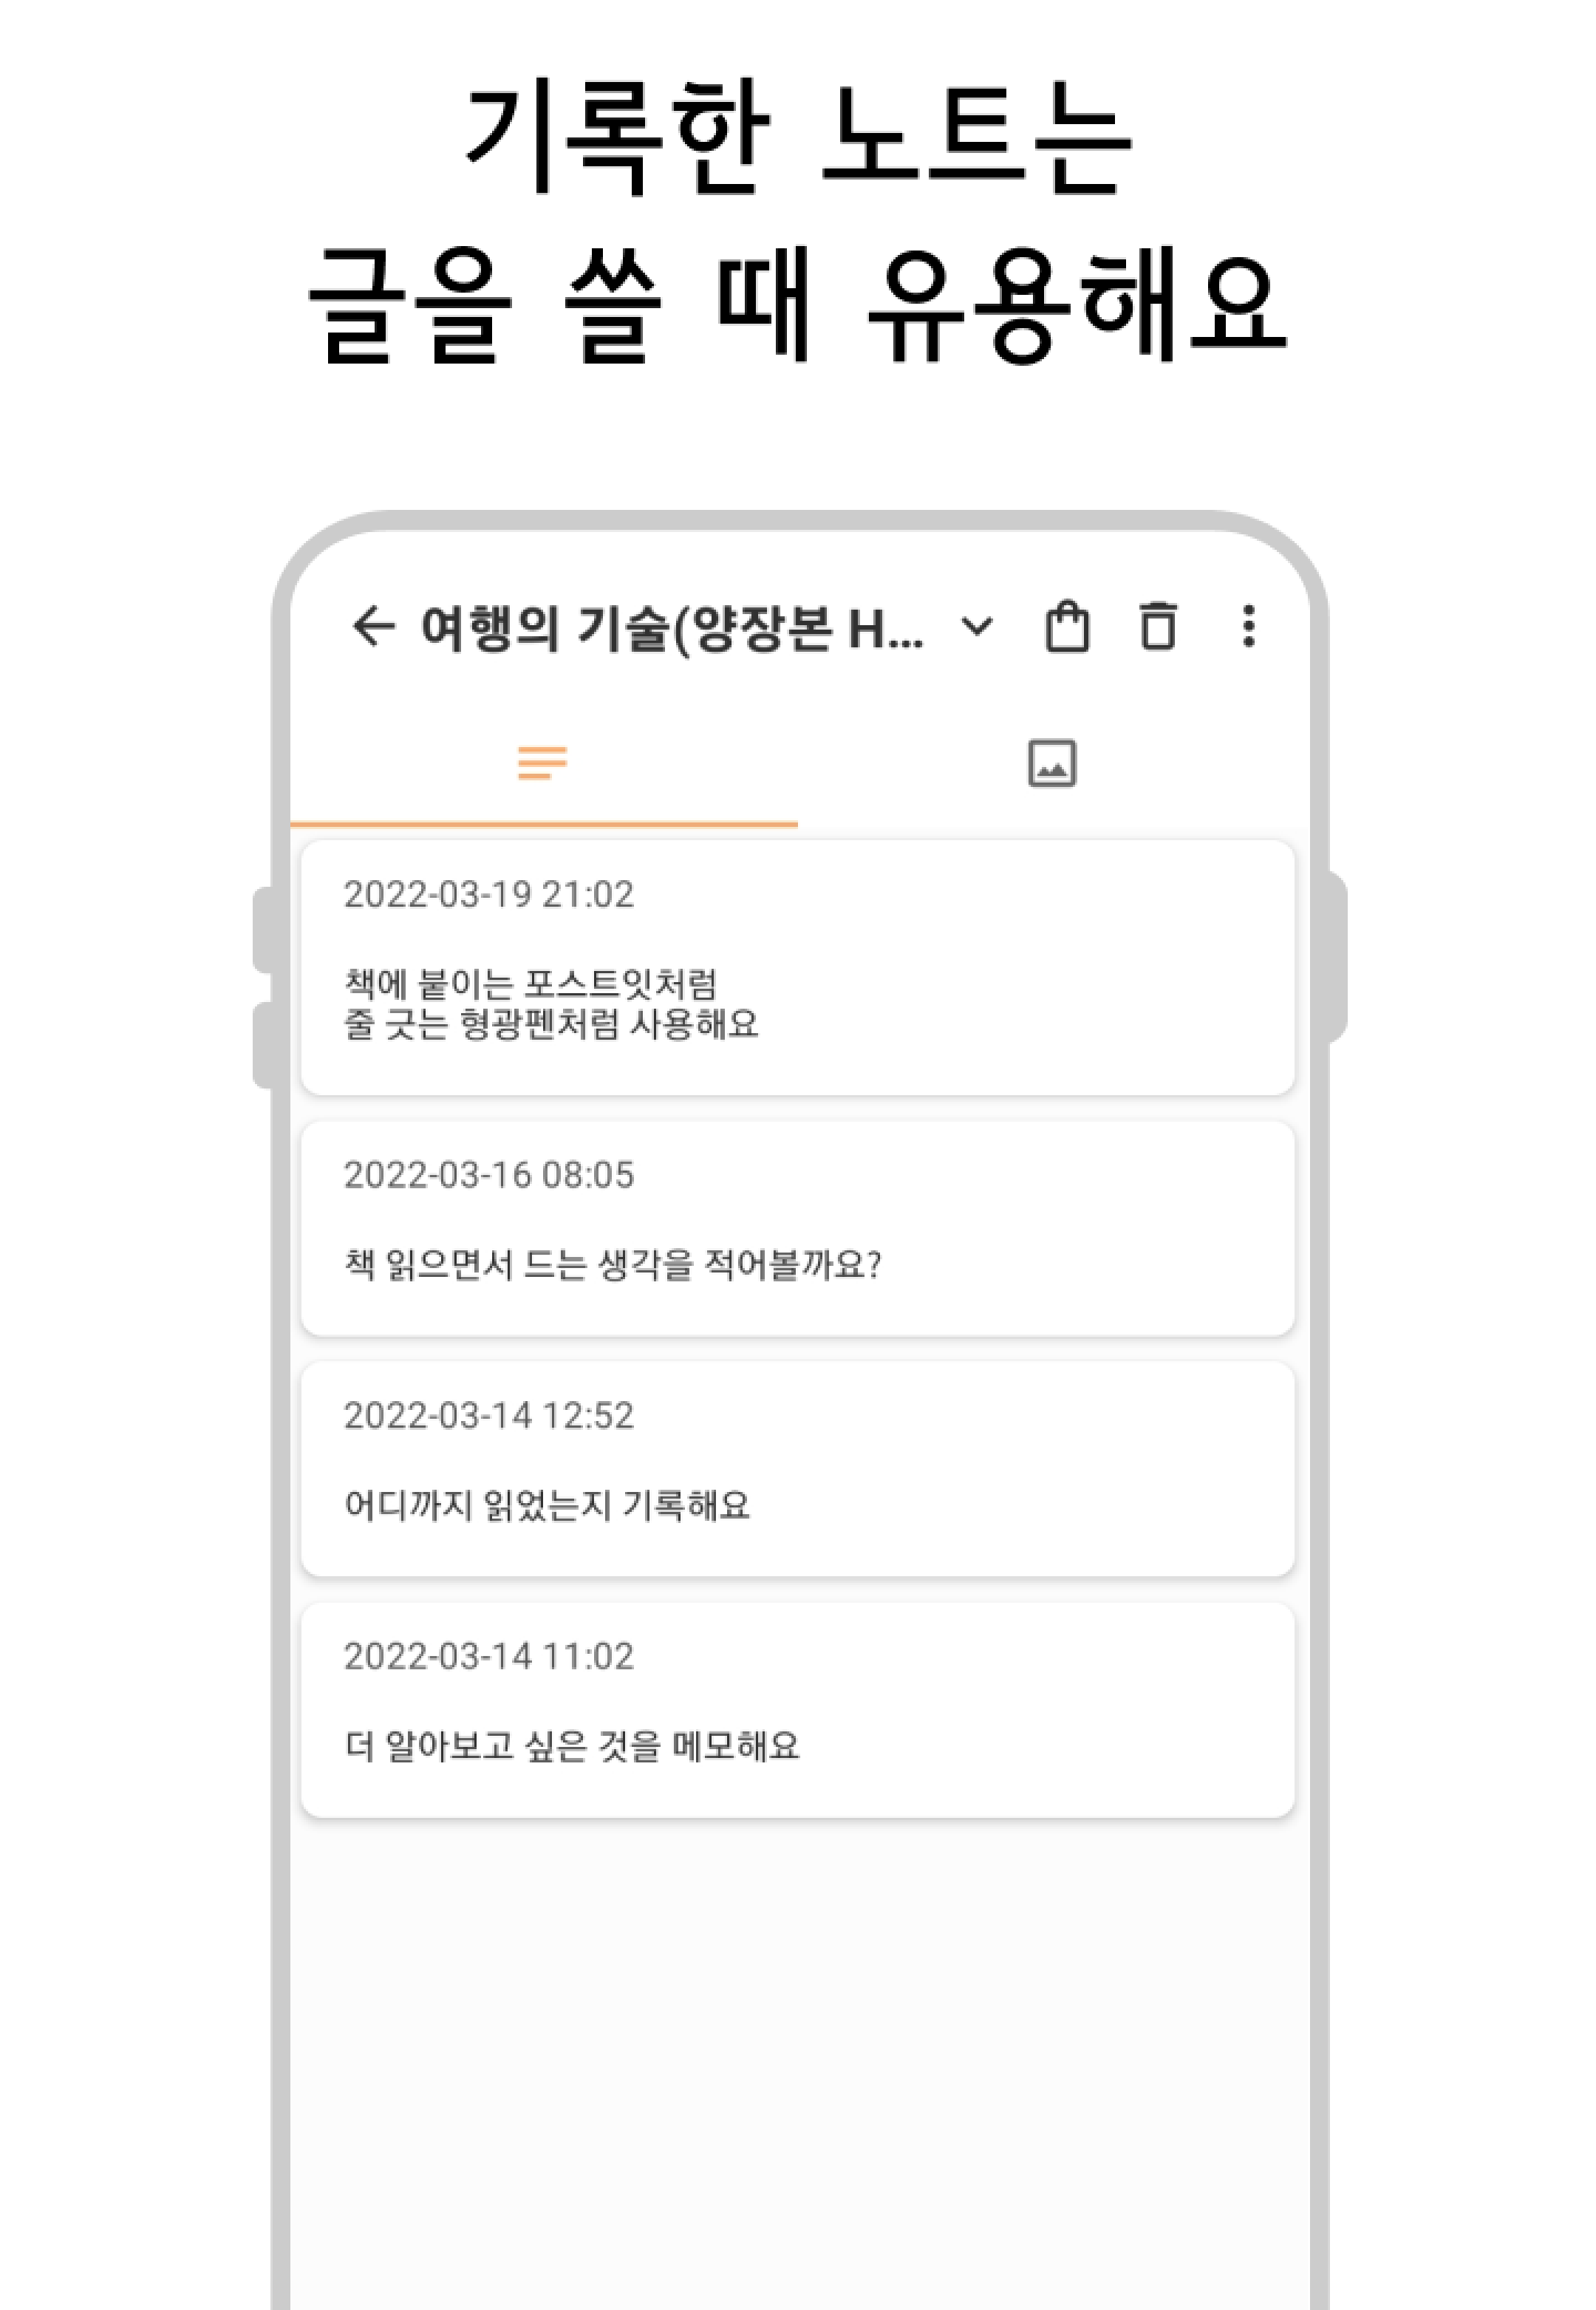 기록한 노트는
글을 쓸 때 유용해요
여행의 기술(양장본 H...
2022-03-19 21:02
책에 붙이는 포스트잇처럼
줄 긋는 형광펜처럼 사용해요
2022-03-16 08:05
책 읽으면서 드는 생각을 적어볼까요?
2022-03-14 12:52
어디까지 읽었는지 기록해요
2022-03-14 11:02
더 알아보고 싶은 것을 메모해요